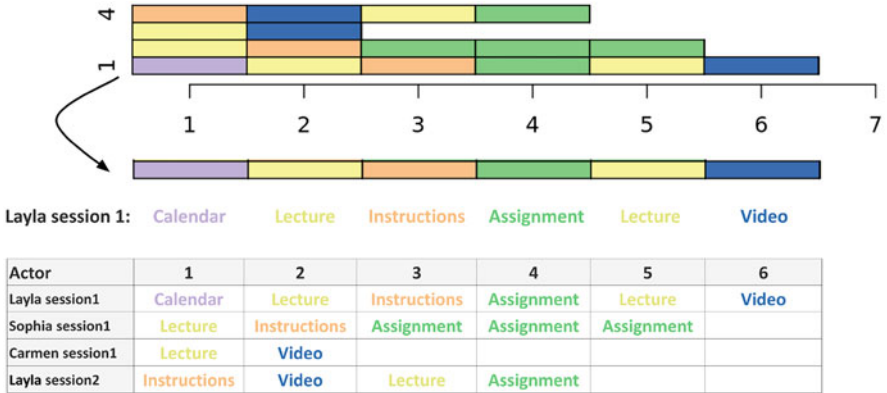 4
1
1 2 3 4 5 6 7
Layla session 1: Calendar Lecture Instructions Assignment Lecture Video
Actor 1 2 3 4 5 6
Layla session1 Calendar Lecture Instructions Assignment Lecture Video
Sophia session1 Lecture Instructions Assignment Assignment Assignment
Carmen session1 Lecture Video
Layla session2 Instructions Video Lecture Assignment